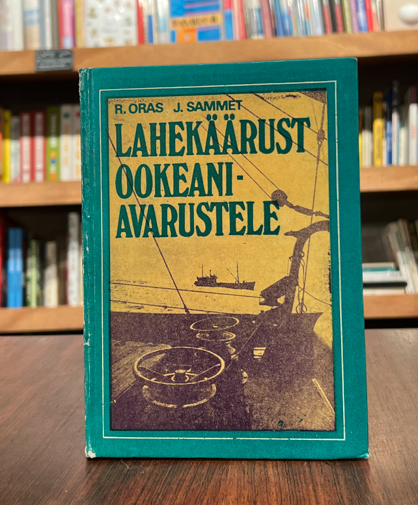 R. ORAS J. SAMMET
LAHEKÄÄRUST
OOKEANI-
AVARUSTELE